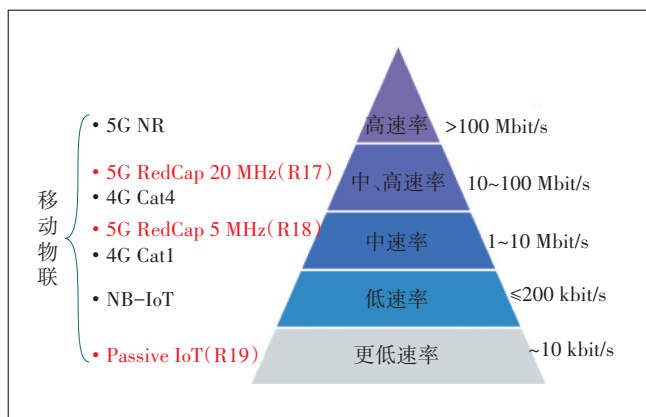 移动物联
• 5G NR
高速率
>100 Mbit/s
• 5G RedCap 20 MHz(R17)
• 4G Cat4
中、高速率
10~100 Mbit/s
• 5G RedCap 5 MHz(R18)
• 4G Cat1
中速率
1~10 Mbit/s
• NB-IoT
低速率
≤200 kbit/s
• Passive IoT(R19)
更低速率
~10 kbit/s